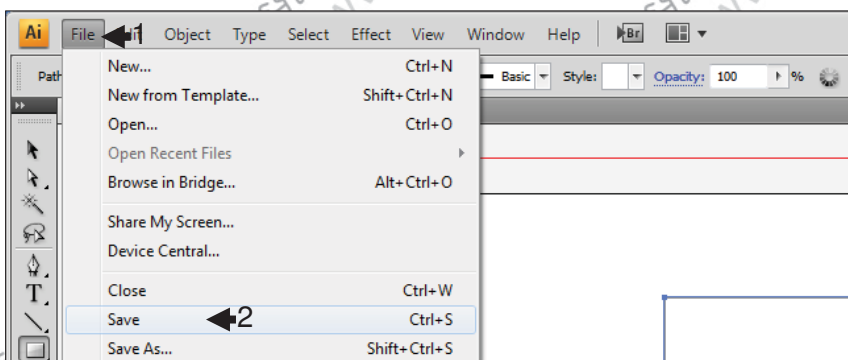 Ai File 1 Object Type Select Effect View Window Help Br
Basic Style: Opacity: 100 %
New... Ctrl+N
New from Template... Shift+Ctrl+N
Open... Ctrl+O
Open Recent Files
Browse in Bridge... Alt+Ctrl+O
Share My Screen...
Device Central...
Close Ctrl+W
Save 2 Ctrl+S
Save As... Shift+Ctrl+S
T